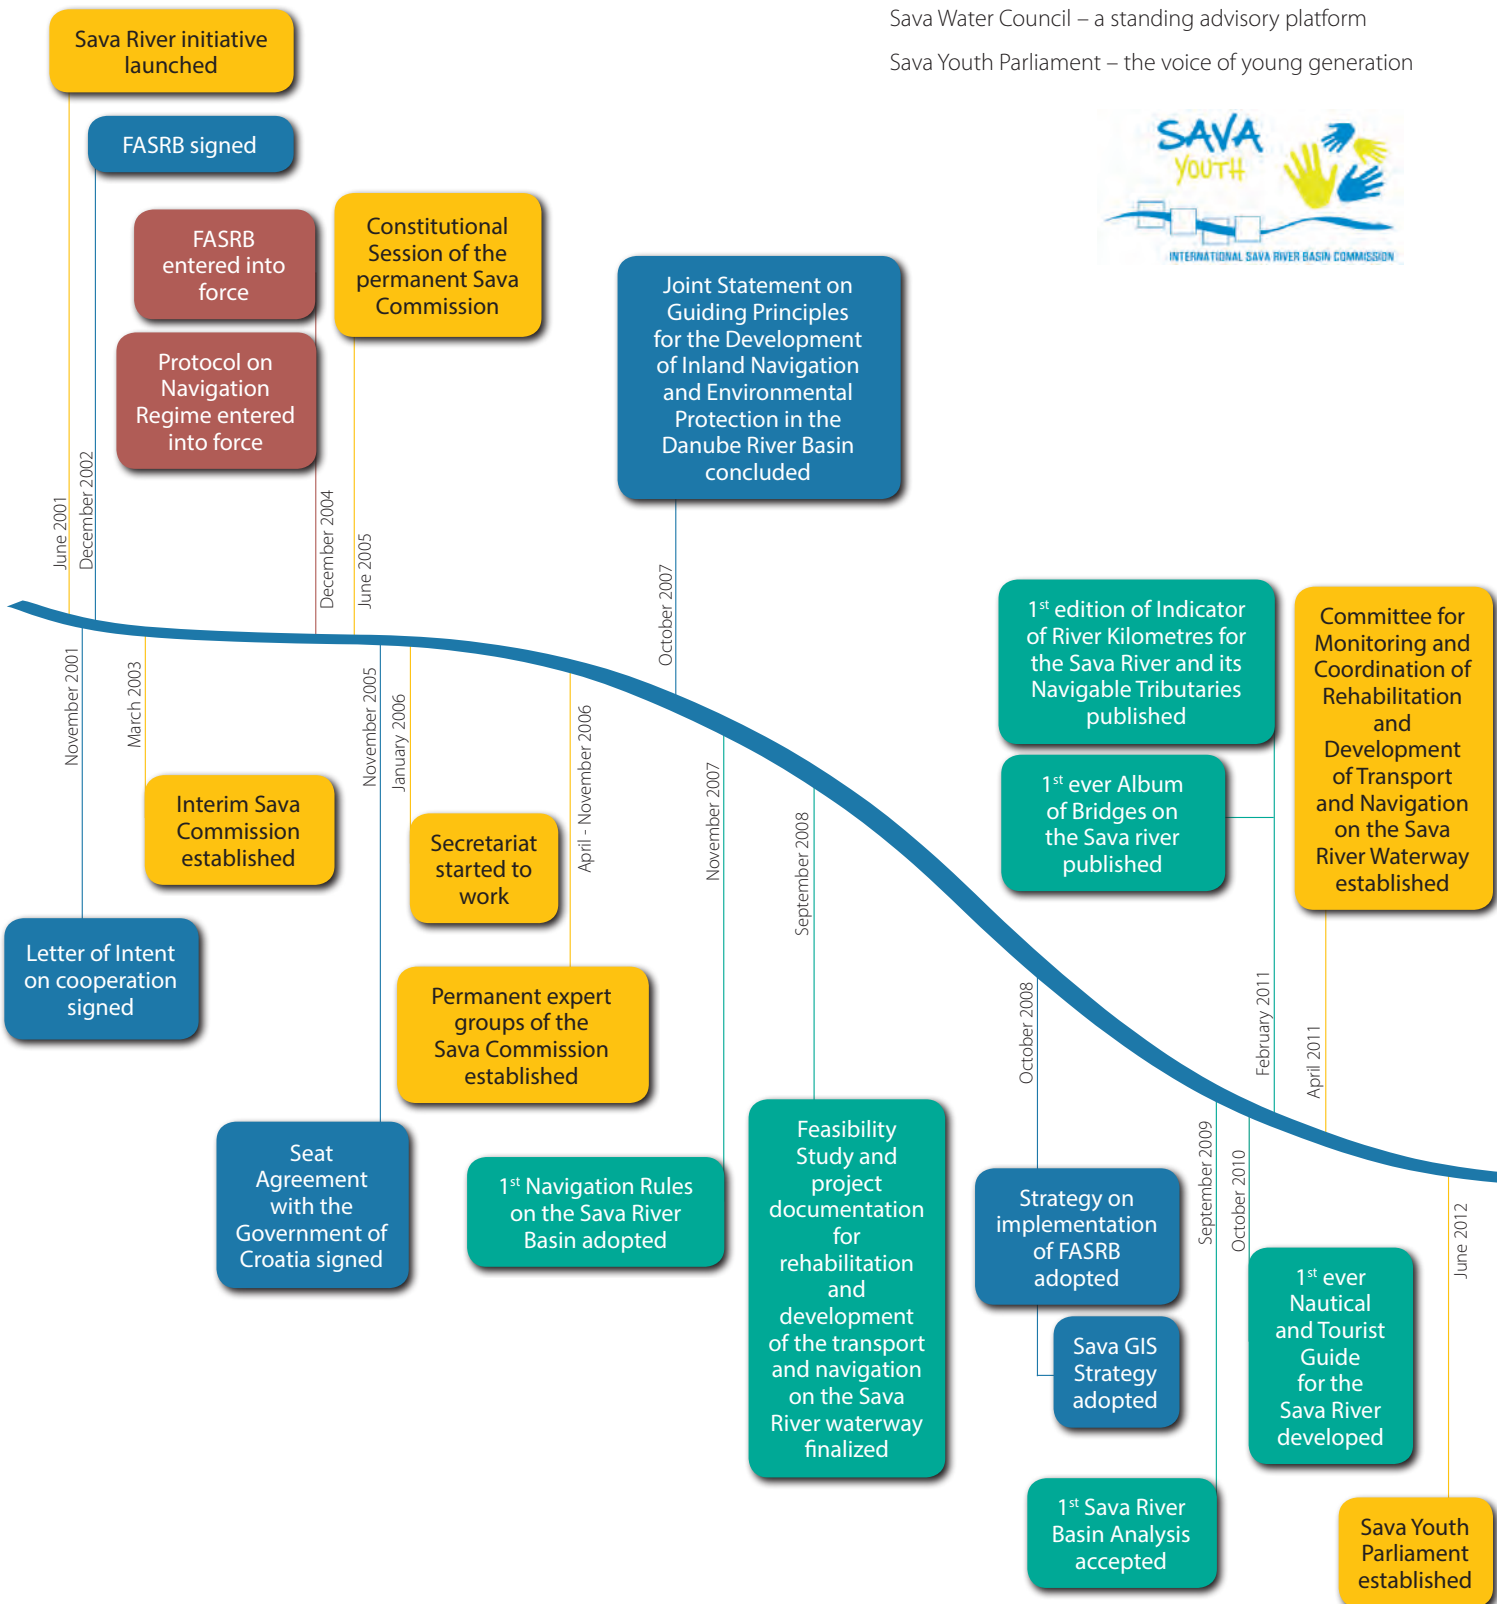 Sava Water Council – a standing advisory platform
Sava Youth Parliament – the voice of young generation
SAVA
YOUTH
INTERNATIONAL SAVA RIVER BASIN COMMISSION
Sava River initiative
launched
June 2001
FASRB signed
December 2002
FASRB
entered into
force
Protocol on
Navigation
Regime entered
into force
December 2004
Constitutional
Session of the
permanent Sava
Commission
June 2005
Joint Statement on
Guiding Principles
for the Development
of Inland Navigation
and Environmental
Protection in the
Danube River Basin
concluded
October 2007
1st edition of Indicator
of River Kilometres for
the Sava River and its
Navigable Tributaries
published
1st ever Album
of Bridges on
the Sava river
published
February 2011
Committee for
Monitoring and
Coordination of
Rehabilitation
and
Development
of Transport
and Navigation
on the Sava
River Waterway
established
April 2011
November 2001
Letter of Intent
on cooperation
signed
March 2003
Interim Sava
Commission
established
November 2005
Seat
Agreement
with the
Government of
Croatia signed
January 2006
Secretariat
started to
work
April - November 2006
Permanent expert
groups of the
Sava Commission
established
November 2007
1st Navigation Rules
on the Sava River
Basin adopted
September 2008
Feasibility
Study and
project
documentation
for
rehabilitation
and
development
of the transport
and navigation
on the Sava
River waterway
finalized
October 2008
Strategy on
implementation
of FASRB
adopted
Sava GIS
Strategy
adopted
September 2009
1st Sava River
Basin Analysis
accepted
October 2010
1st ever
Nautical
and Tourist
Guide
for the
Sava River
developed
June 2012
Sava Youth
Parliament
established